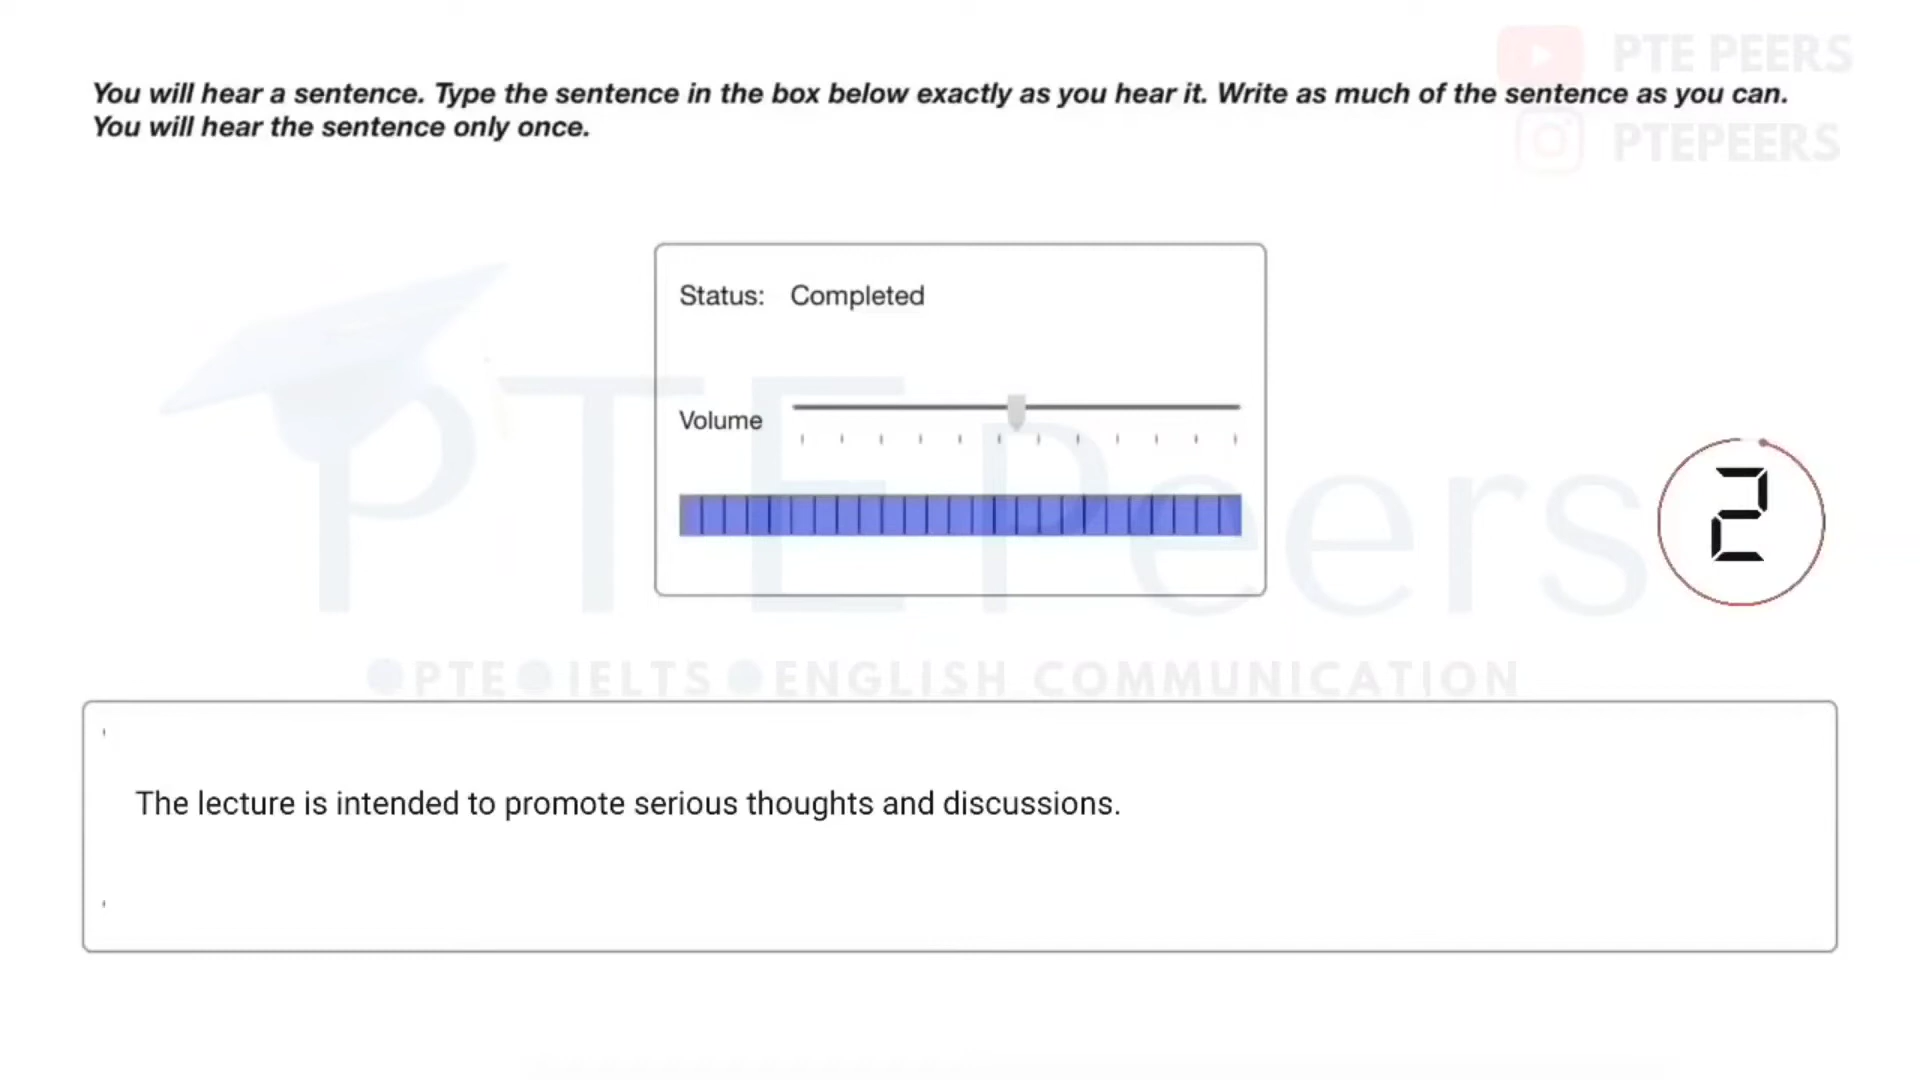 PTE PEERS
You will hear a sentence. Type the sentence in the box below exactly as you hear it. Write as much of the sentence as you can.
You will hear the sentence only once.
PTEPEERS
Status: Completed
Volume
PTE Peers
2
PTE IELTS ENGLISH COMMUNICATION
The lecture is intended to promote serious thoughts and discussions.